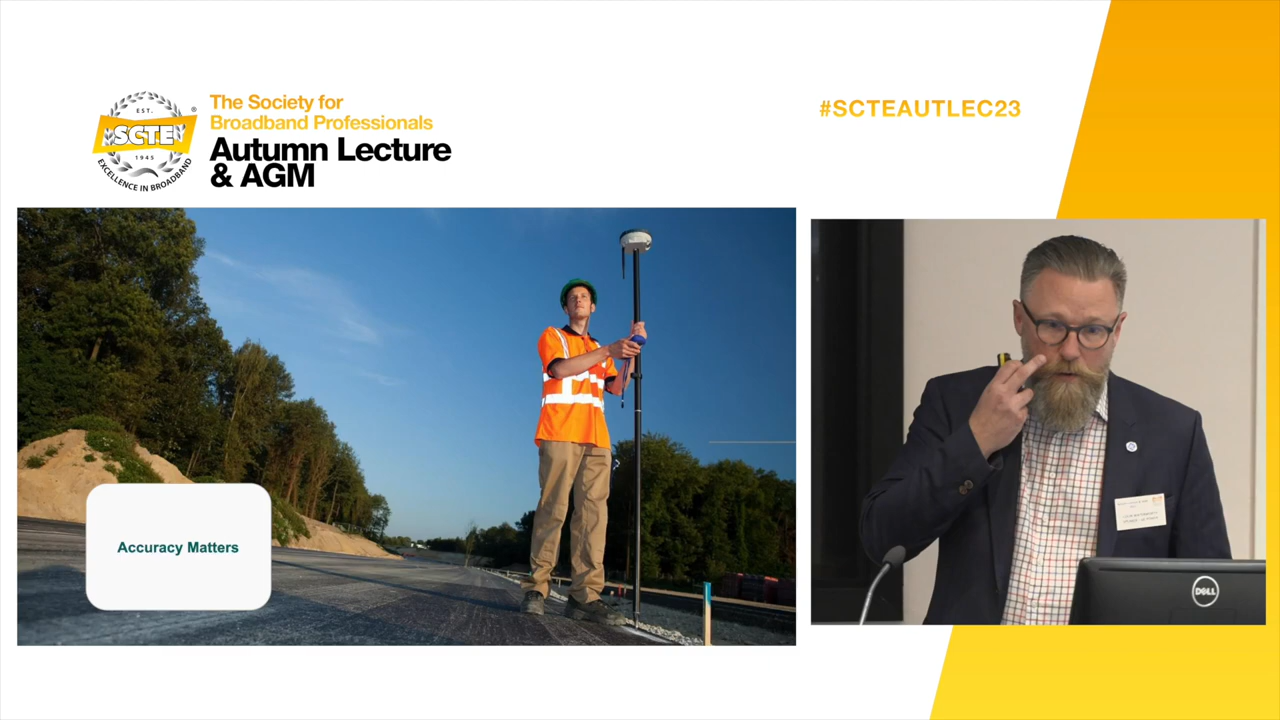 EST.
SCTE
®
1945
EXCELLENCE IN BROADBAND
The Society for
Broadband Professionals
Autumn Lecture
& AGM
#SCTEAUTLEC23
Accuracy Matters
DELL